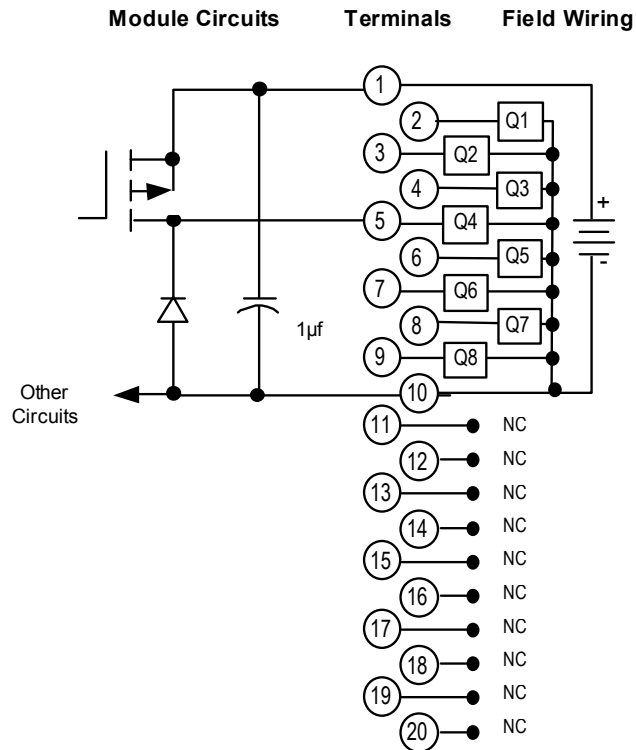 Module Circuits Terminals Field Wiring
1
2 Q1
3 Q2
4 Q3
5 Q4
6 Q5
7 Q6
8 Q7
9 Q8
+
-
1µf
Other
Circuits
10
11 NC
12 NC
13 NC
14 NC
15 NC
16 NC
17 NC
18 NC
19 NC
20 NC